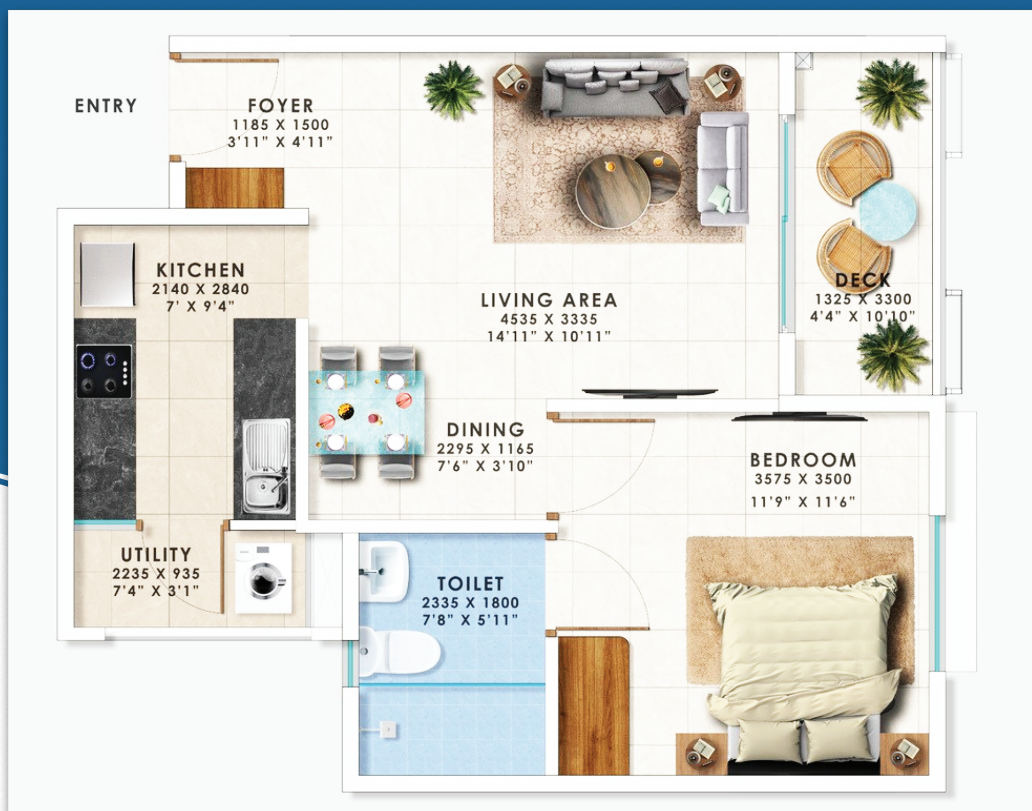 ENTRY
FOYER
1185 X 1500
3'11" X 4'11"
KITCHEN
2140 X 2840
7' X 9'4"
LIVING AREA
4535 X 3335
14'11" X 10'11"
DECK
1325 X 3300
4'4" X 10'10"
DINING
2295 X 1165
7'6" X 3'10"
BEDROOM
3575 X 3500
11'9" X 11'6"
UTILITY
2235 X 935
7'4" X 3'1"
TOILET
2335 X 1800
7'8" X 5'11"